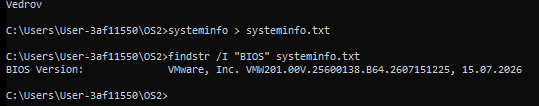 Vedrov
C:\Users\User-3af11550\OS2>systeminfo > systeminfo.txt
C:\Users\User-3af11550\OS2>findstr /I "BIOS" systeminfo.txt
BIOS Version:              VMware, Inc. VMW201.00V.25600138.B64.2607151225, 15.07.2026
C:\Users\User-3af11550\OS2>